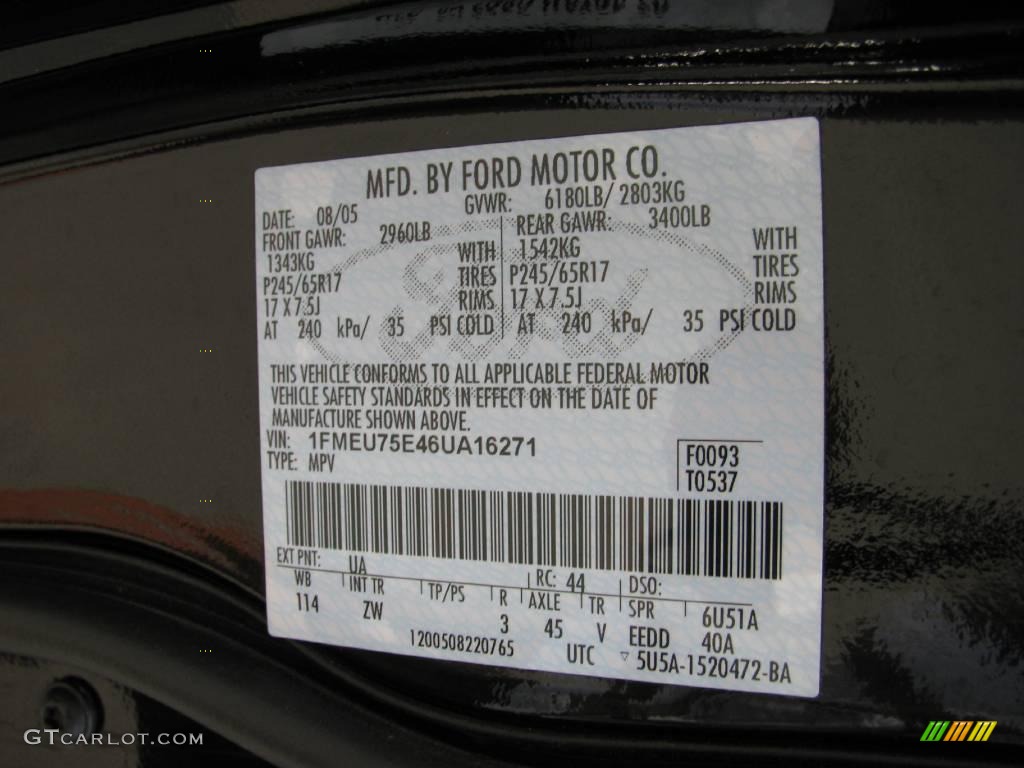 MFD. BY FORD MOTOR CO.
DATE: 08/05 GVWR: 6180LB/ 2803KG
FRONT GAWR: 2960LB REAR GAWR: 3400LB
1343KG WITH 1542KG WITH
P245/65R17 TIRES P245/65R17 TIRES
17 X 7.5J RIMS 17 X 7.5J RIMS
AT 240 kPa/ 35 PSI COLD AT 240 kPa/ 35 PSI COLD
THIS VEHICLE CONFORMS TO ALL APPLICABLE FEDERAL MOTOR
VEHICLE SAFETY STANDARDS IN EFFECT ON THE DATE OF
MANUFACTURE SHOWN ABOVE.
VIN: 1FMEU75E46UA16271
TYPE: MPV
F0093
T0537
EXT PNT: UA RC: 44 DSO:
WB INT TR TP/PS R AXLE TR SPR 6U51A
114 ZW 3 45 V EEDD 40A
1200508220765 UTC ▽ 5U5A-1520472-BA
GTCARLOT.COM